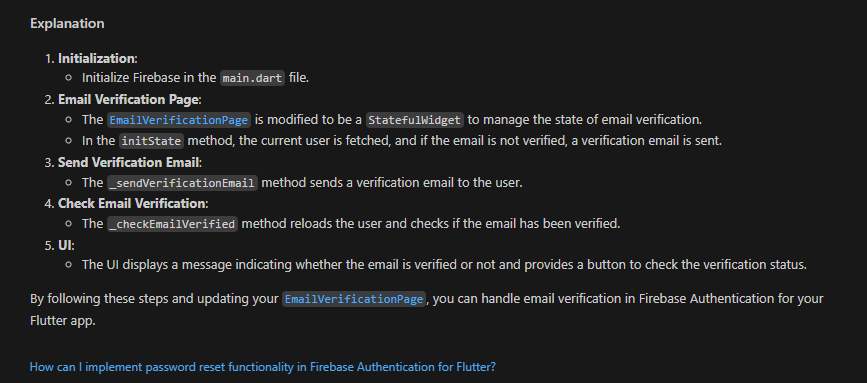 Explanation
1. Initialization:
○ Initialize Firebase in the main.dart file.
2. Email Verification Page:
○ The EmailVerificationPage is modified to be a StatefulWidget to manage the state of email verification.
○ In the initState method, the current user is fetched, and if the email is not verified, a verification email is sent.
3. Send Verification Email:
○ The _sendVerificationEmail method sends a verification email to the user.
4. Check Email Verification:
○ The _checkEmailVerified method reloads the user and checks if the email has been verified.
5. UI:
○ The UI displays a message indicating whether the email is verified or not and provides a button to check the verification status.
By following these steps and updating your EmailVerificationPage, you can handle email verification in Firebase Authentication for your
Flutter app.
How can I implement password reset functionality in Firebase Authentication for Flutter?